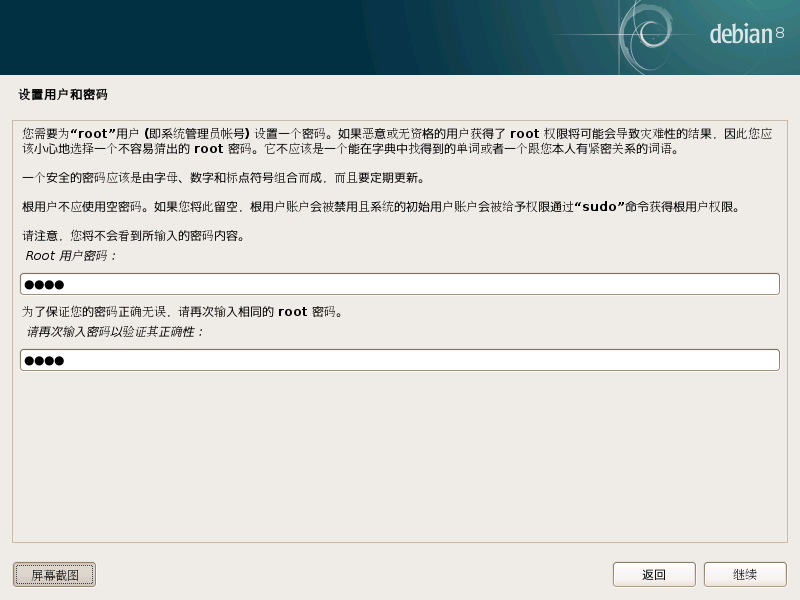 debian 8
设置用户和密码
您需要为“root”用户 (即系统管理员帐号) 设置一个密码。如果恶意或无资格的用户获得了 root 权限将可能会导致灾难性的结果，因此您应
该小心地选择一个不容易猜出的 root 密码。它不应该是一个能在字典中找得到的单词或者一个跟您本人有紧密关系的词语。
一个安全的密码应该是由字母、数字和标点符号组合而成，而且要定期更新。
根用户不应使用空密码。如果您将此留空，根用户账户会被禁用且系统的初始用户账户会被给予权限通过“sudo”命令获得根用户权限。
请注意，您将不会看到所输入的密码内容。
Root 用户密码：
●●●●
为了保证您的密码正确无误，请再次输入相同的 root 密码。
请再次输入密码以验证其正确性：
●●●●
屏幕截图
返回
继续